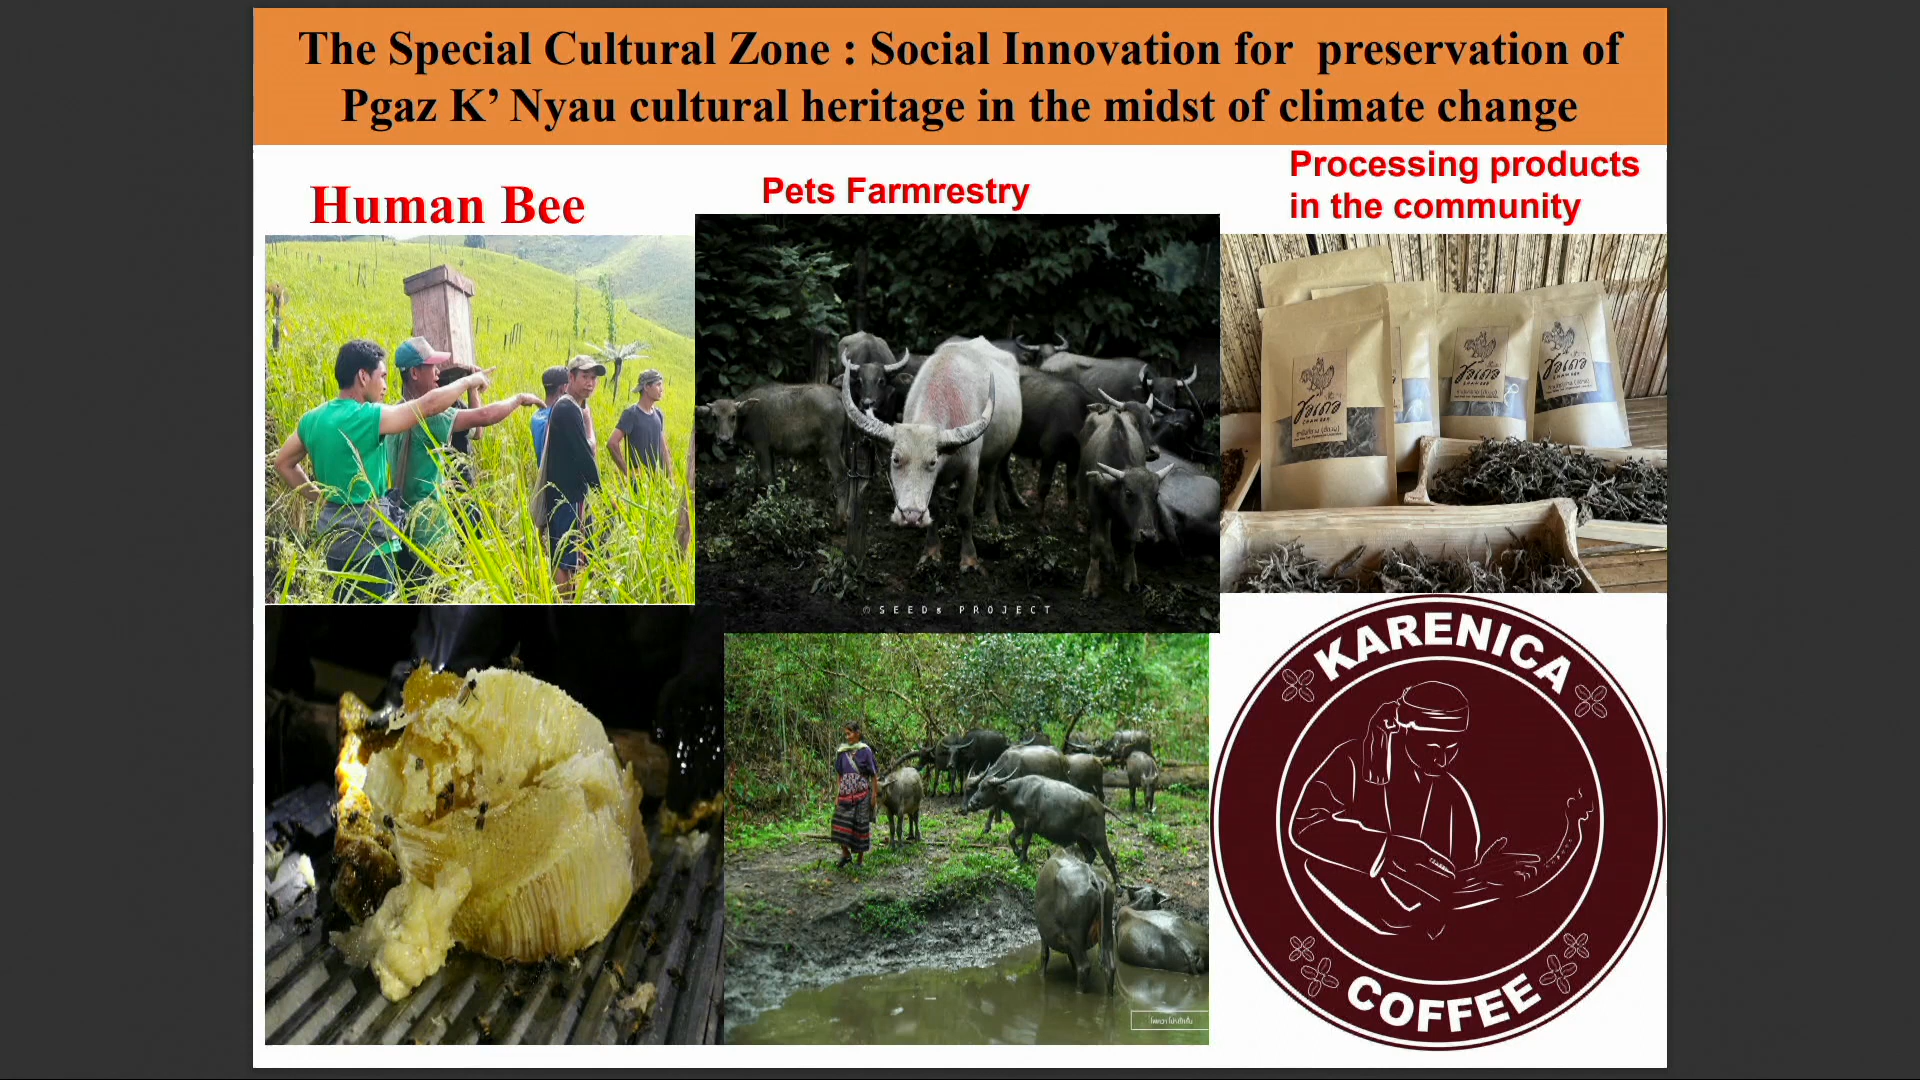 The Special Cultural Zone : Social Innovation for preservation of
Pgaz K’ Nyau cultural heritage in the midst of climate change
Human Bee
Pets Farmrestry
Processing products
in the community
© SEEDs PROJECT
KARENICA
COFFEE